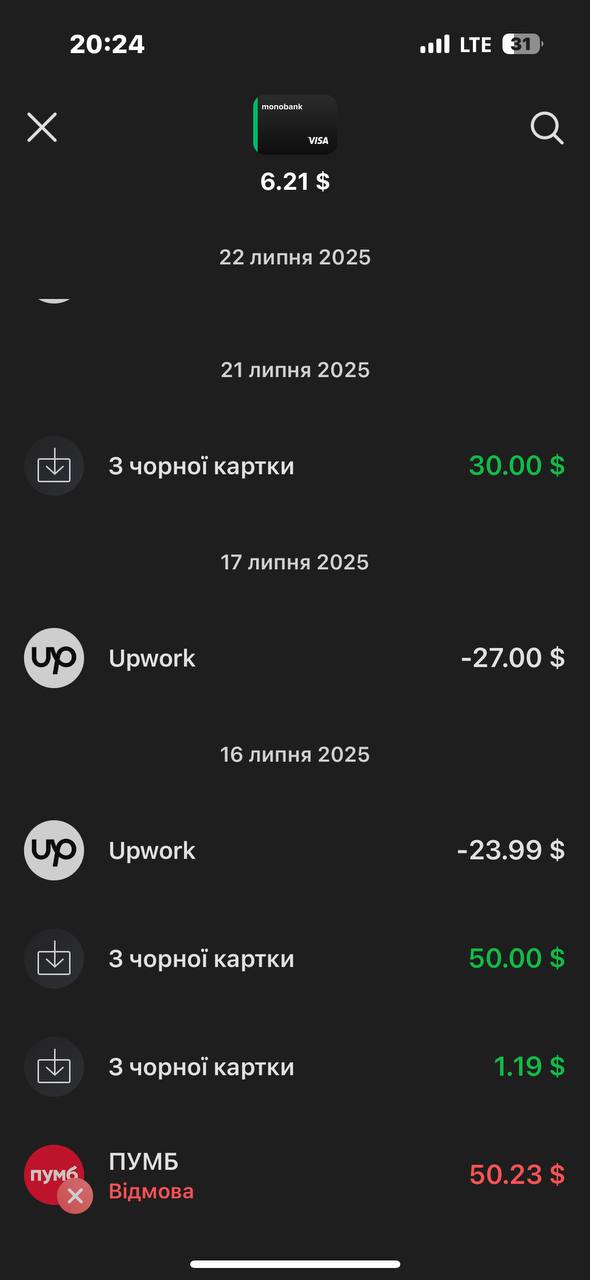 20:24
LTE 31
monobank
VISA
6.21 $
22 липня 2025
21 липня 2025
З чорної картки 30.00 $
17 липня 2025
up Upwork -27.00 $
16 липня 2025
up Upwork -23.99 $
З чорної картки 50.00 $
З чорної картки 1.19 $
пумб ПУМБ 50.23 $
Відмова